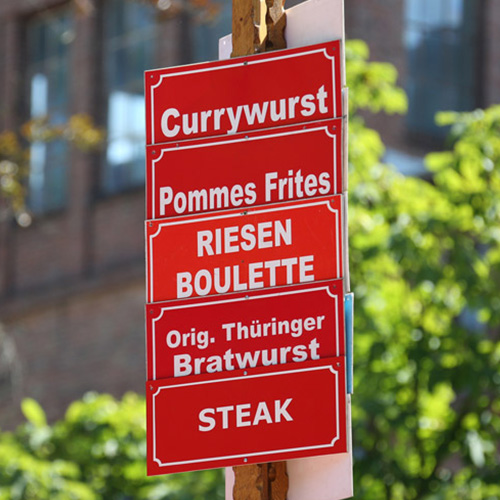 Currywurst
Pommes Frites
RIESEN
BOULETTE
Orig. Thüringer
Bratwurst
STEAK